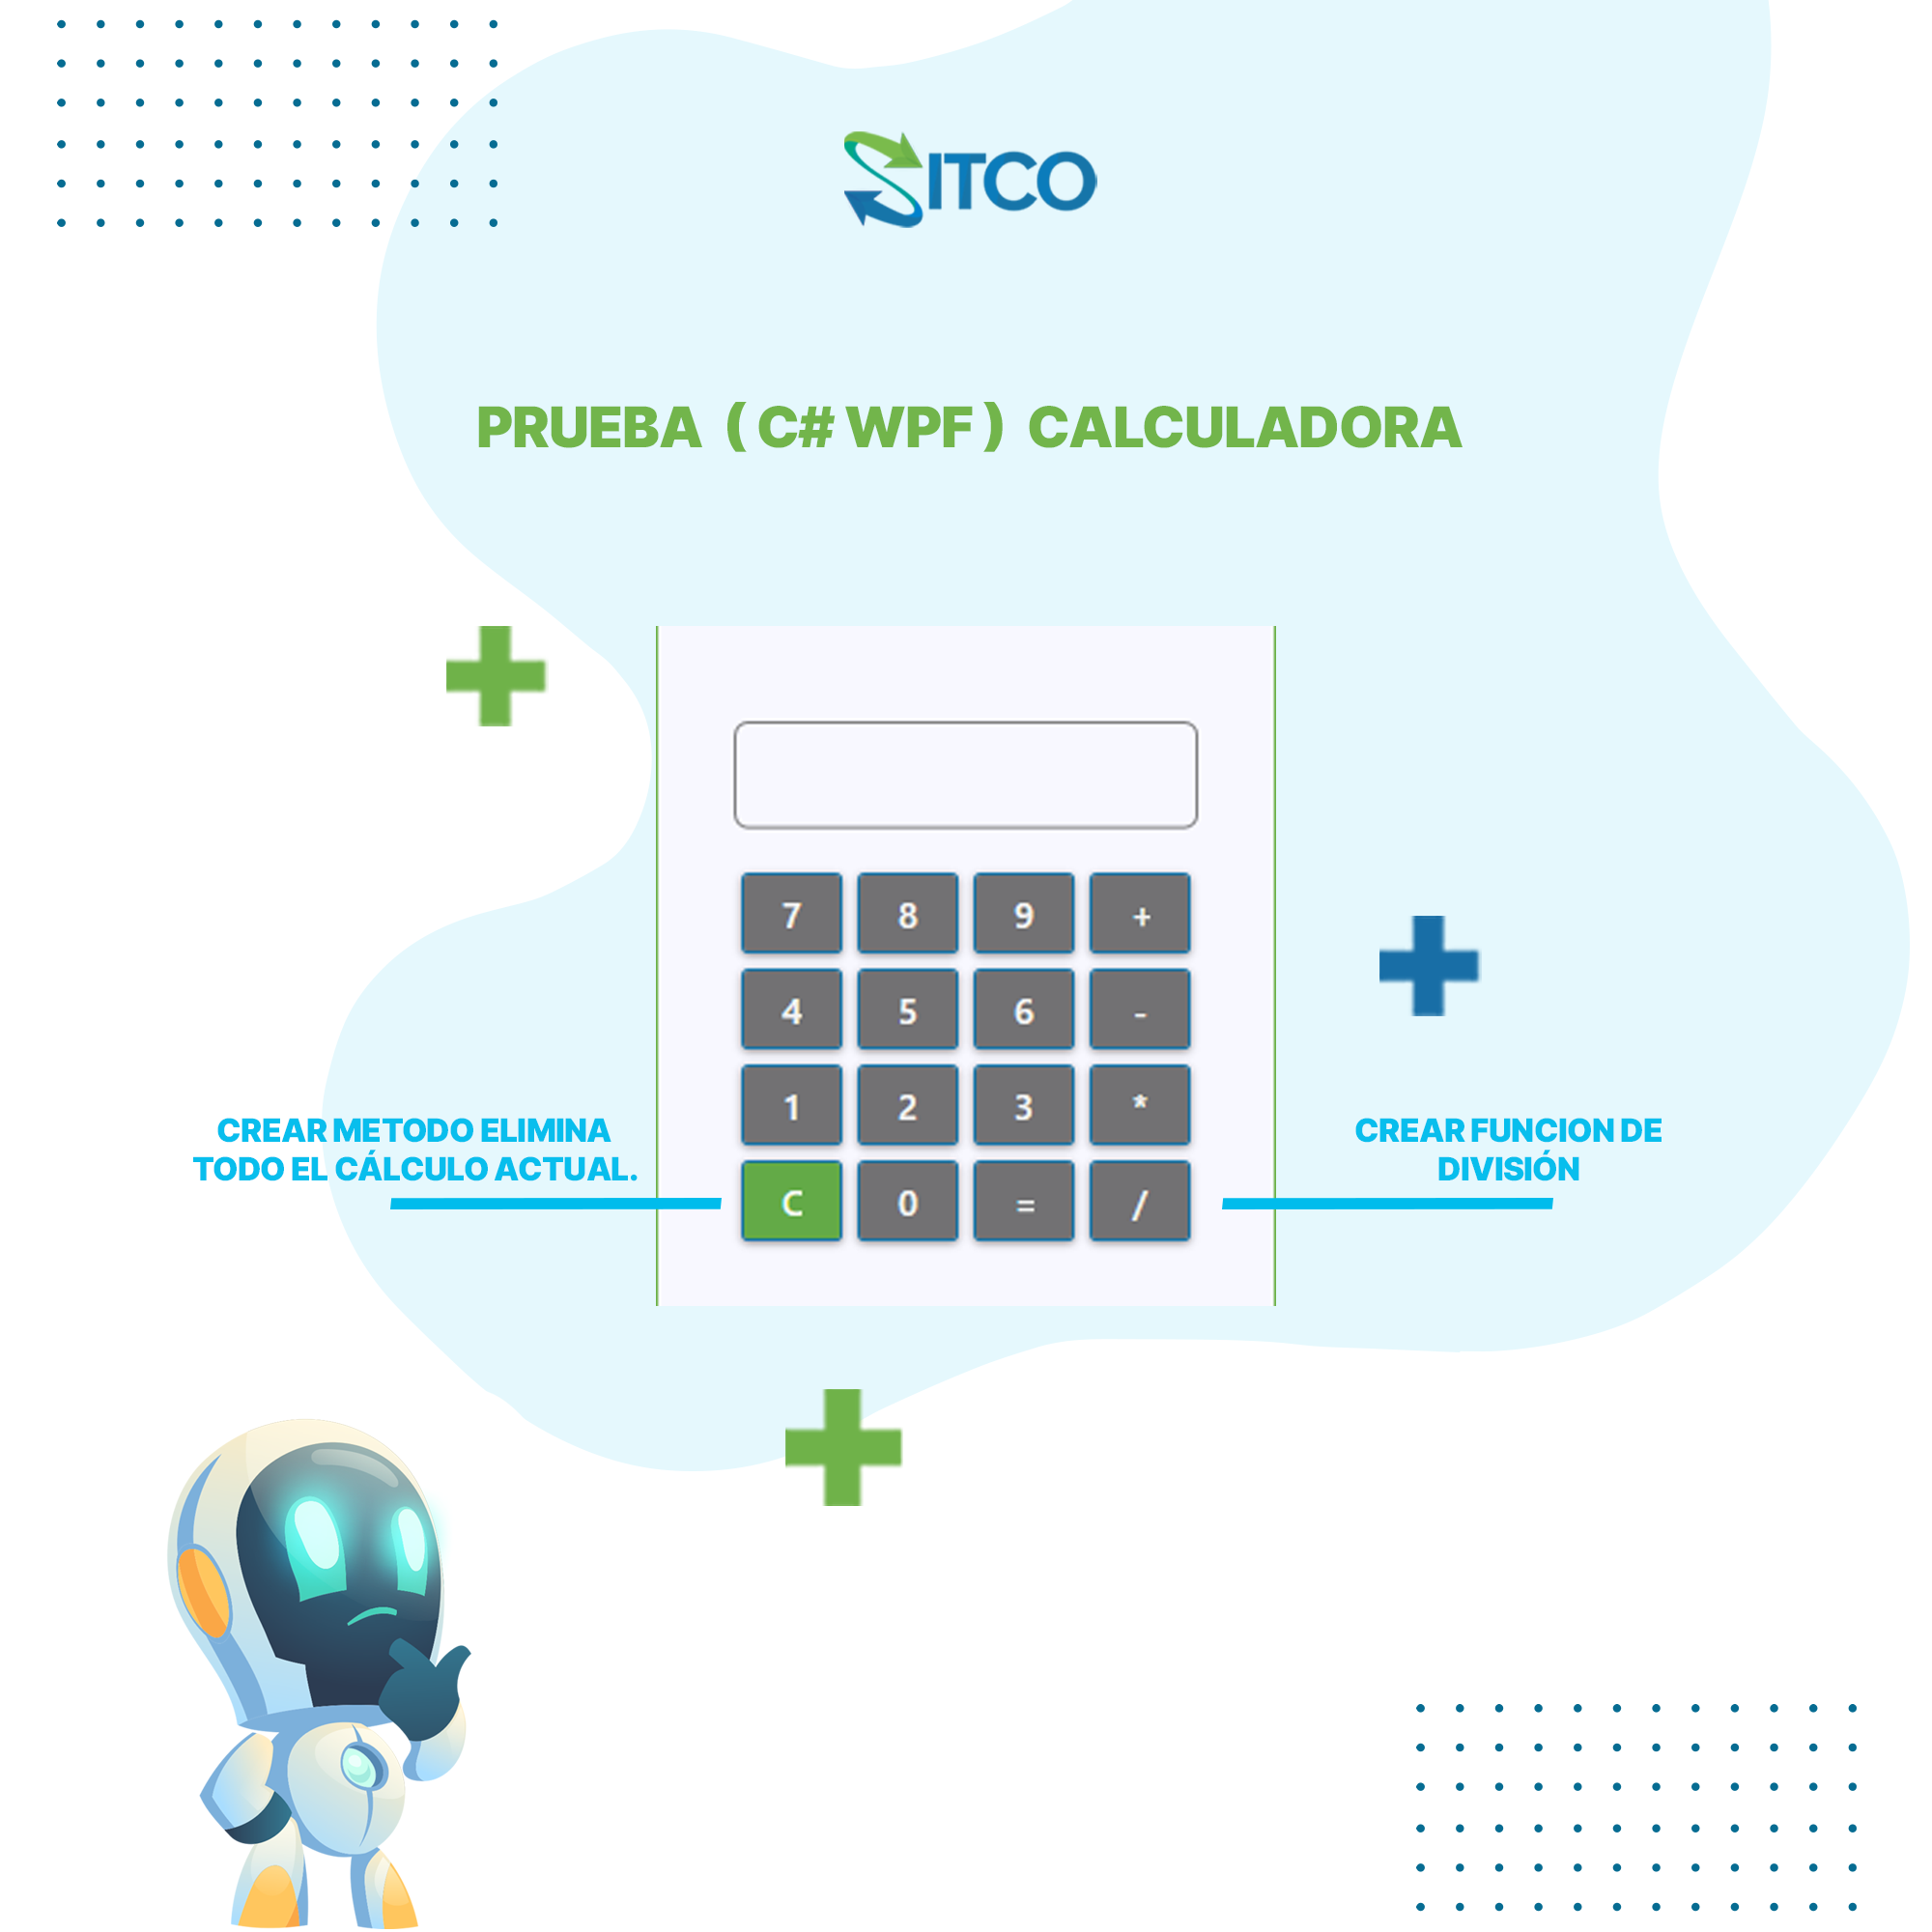 SITCO
PRUEBA ( C# WPF ) CALCULADORA
7 8 9 +
4 5 6 -
1 2 3 *
CREAR METODO ELIMINA
TODO EL CÁLCULO ACTUAL.
CREAR FUNCION DE
DIVISIÓN
C 0 = /